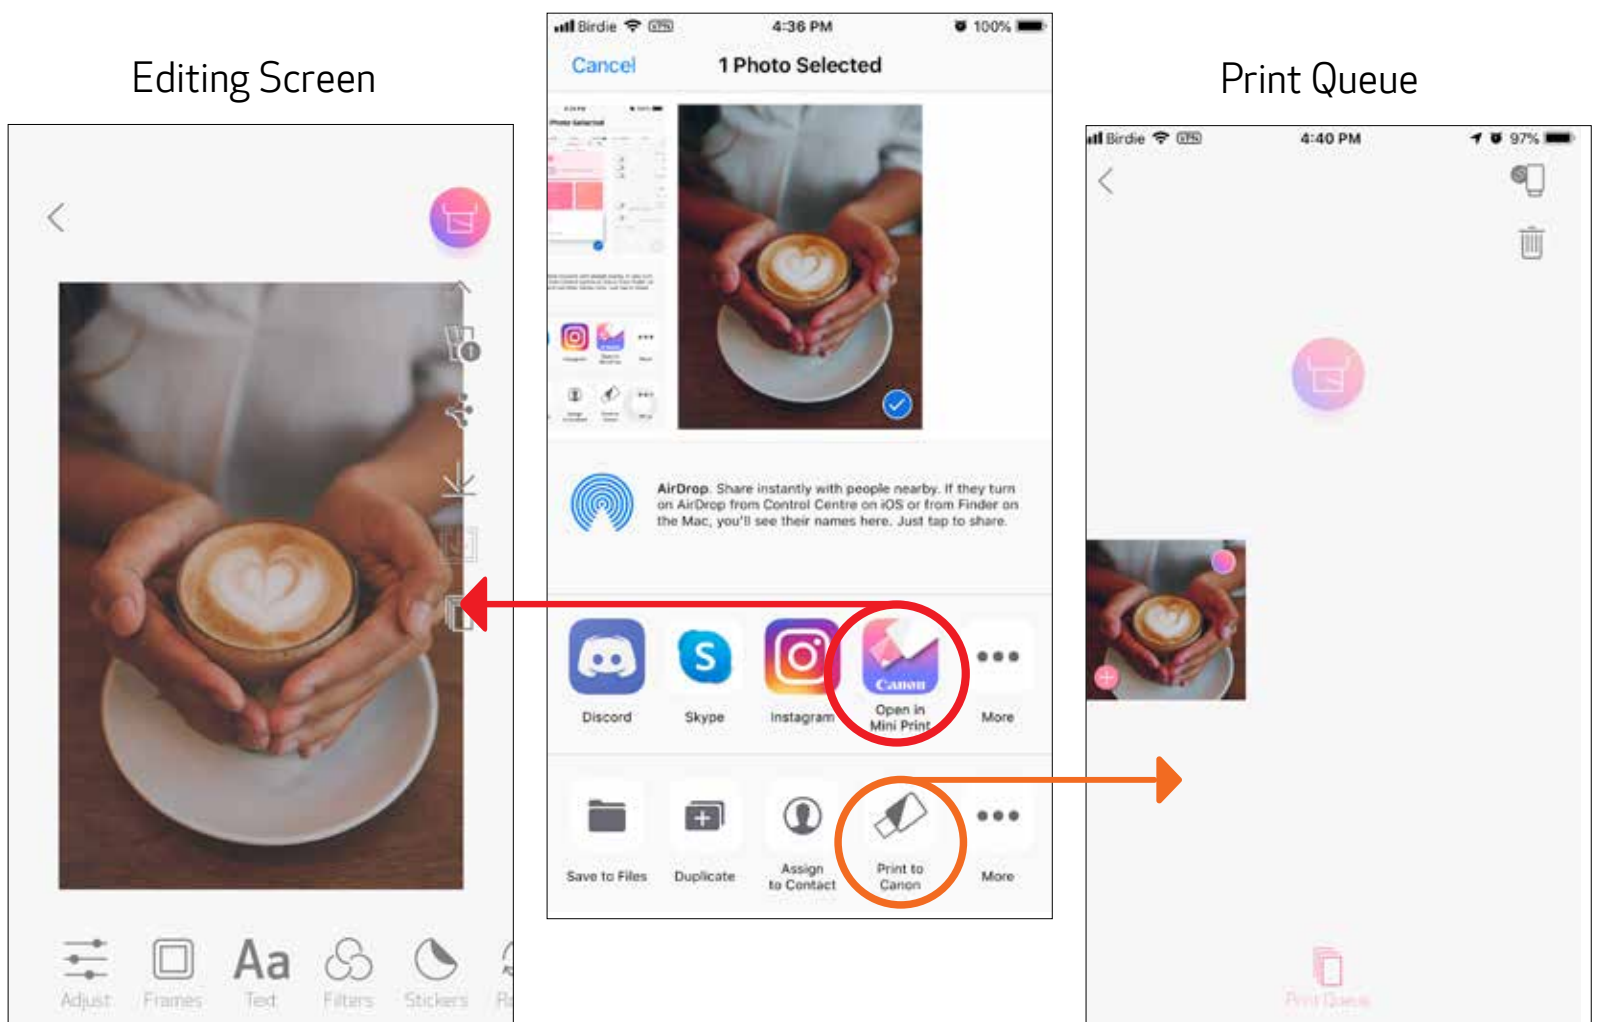 Editing Screen
Adjust
Frames
Aa
Text
Filters
Stickers
Birdie
VPN
4:36 PM
100%
Cancel
1 Photo Selected
Photo Selected
AirDrop. Share instantly with people nearby. If they turn
on AirDrop from Control Centre on iOS or from Finder on
the Mac, you'll see their names here. Just tap to share.
Discord
Skype
Instagram
Canon
Open in
Mini Print
More
Save to Files
Duplicate
Assign
to Contact
Print to
Canon
More
Print Queue
Birdie
VPN
4:40 PM
97%
Print Queue